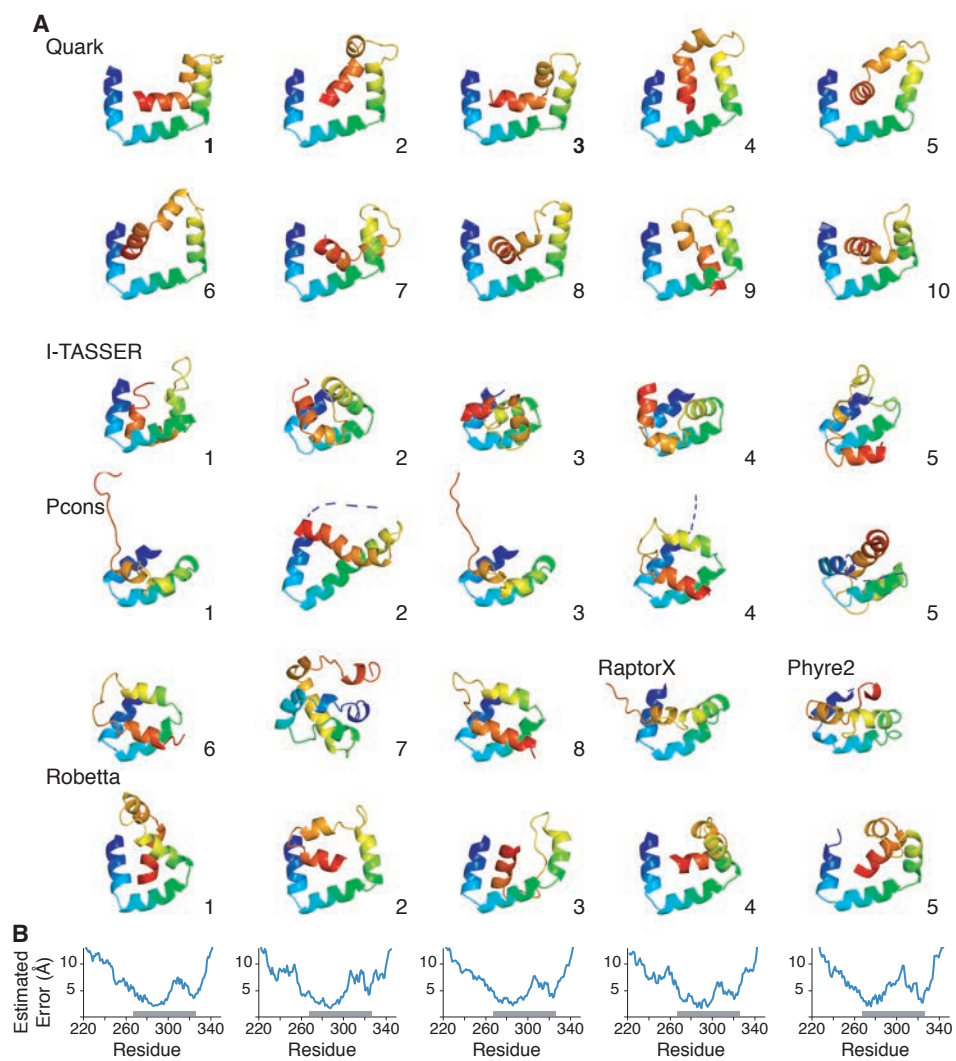 A
Quark
1 2 3 4 5
6 7 8 9 10
I-TASSER
1 2 3 4 5
Pcons
1 2 3 4 5
RaptorX Phyre2
6 7 8
Robetta
1 2 3 4 5
B
Estimated
Error (Å)
10 10 10 10 10
5 5 5 5 5
220 260 300 340 220 260 300 340 220 260 300 340 220 260 300 340 220 260 300 340
Residue Residue Residue Residue Residue